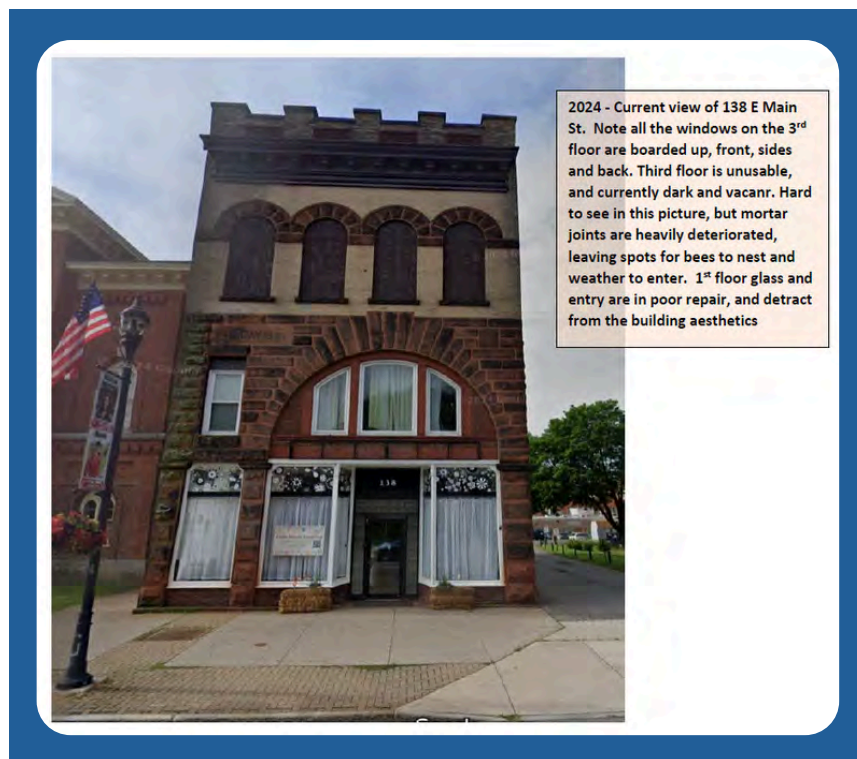 2024 - Current view of 138 E Main
St.  Note all the windows on the 3rd
floor are boarded up, front, sides
and back. Third floor is unusable,
and currently dark and vacanr. Hard
to see in this picture, but mortar
joints are heavily deteriorated,
leaving spots for bees to nest and
weather to enter.  1st floor glass and
entry are in poor repair, and detract
from the building aesthetics
138